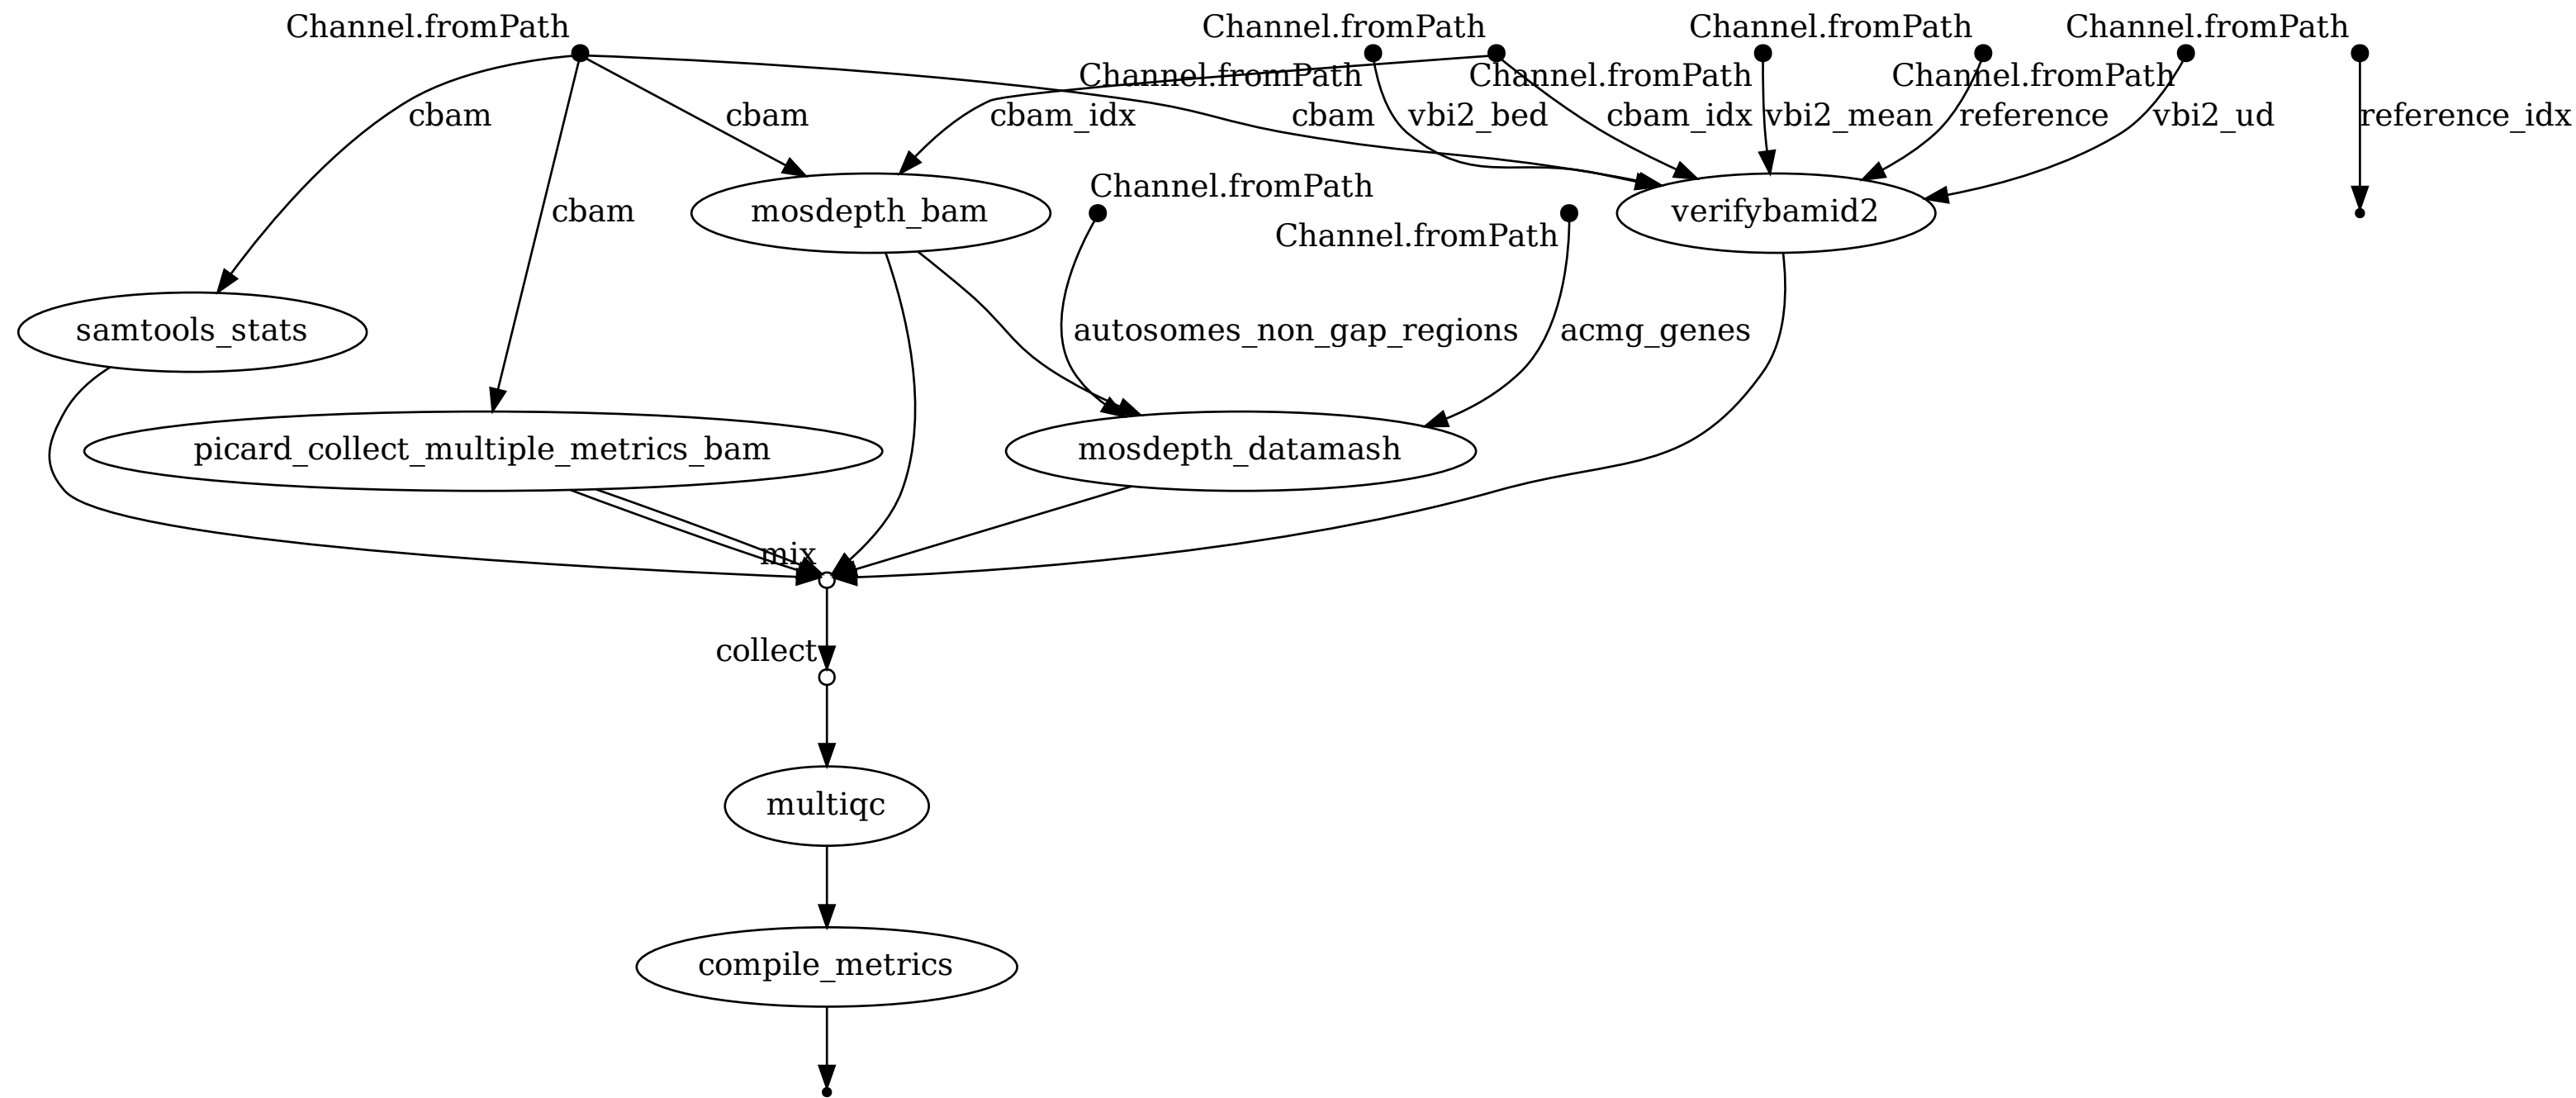 Channel.fromPath
Channel.fromPath
Channel.fromPath
Channel.fromPath
Channel.fromPath
Channel.fromPath
Channel.fromPath
cbam
cbam
cbam_idx
cbam
vbi2_bed
cbam_idx
vbi2_mean
reference
vbi2_ud
reference_idx
Channel.fromPath
cbam
mosdepth_bam
verifybamid2
Channel.fromPath
samtools_stats
autosomes_non_gap_regions
acmg_genes
picard_collect_multiple_metrics_bam
mosdepth_datamash
mix
collect
multiqc
compile_metrics